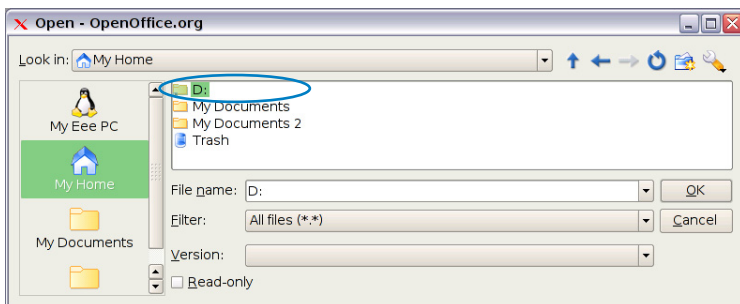 Open - OpenOffice.org
Look in: My Home
My Eee PC
My Home
My Documents
D:
My Documents
My Documents 2
Trash
File name: D: OK
Filter: All files (*.*) Cancel
Version:
Read-only